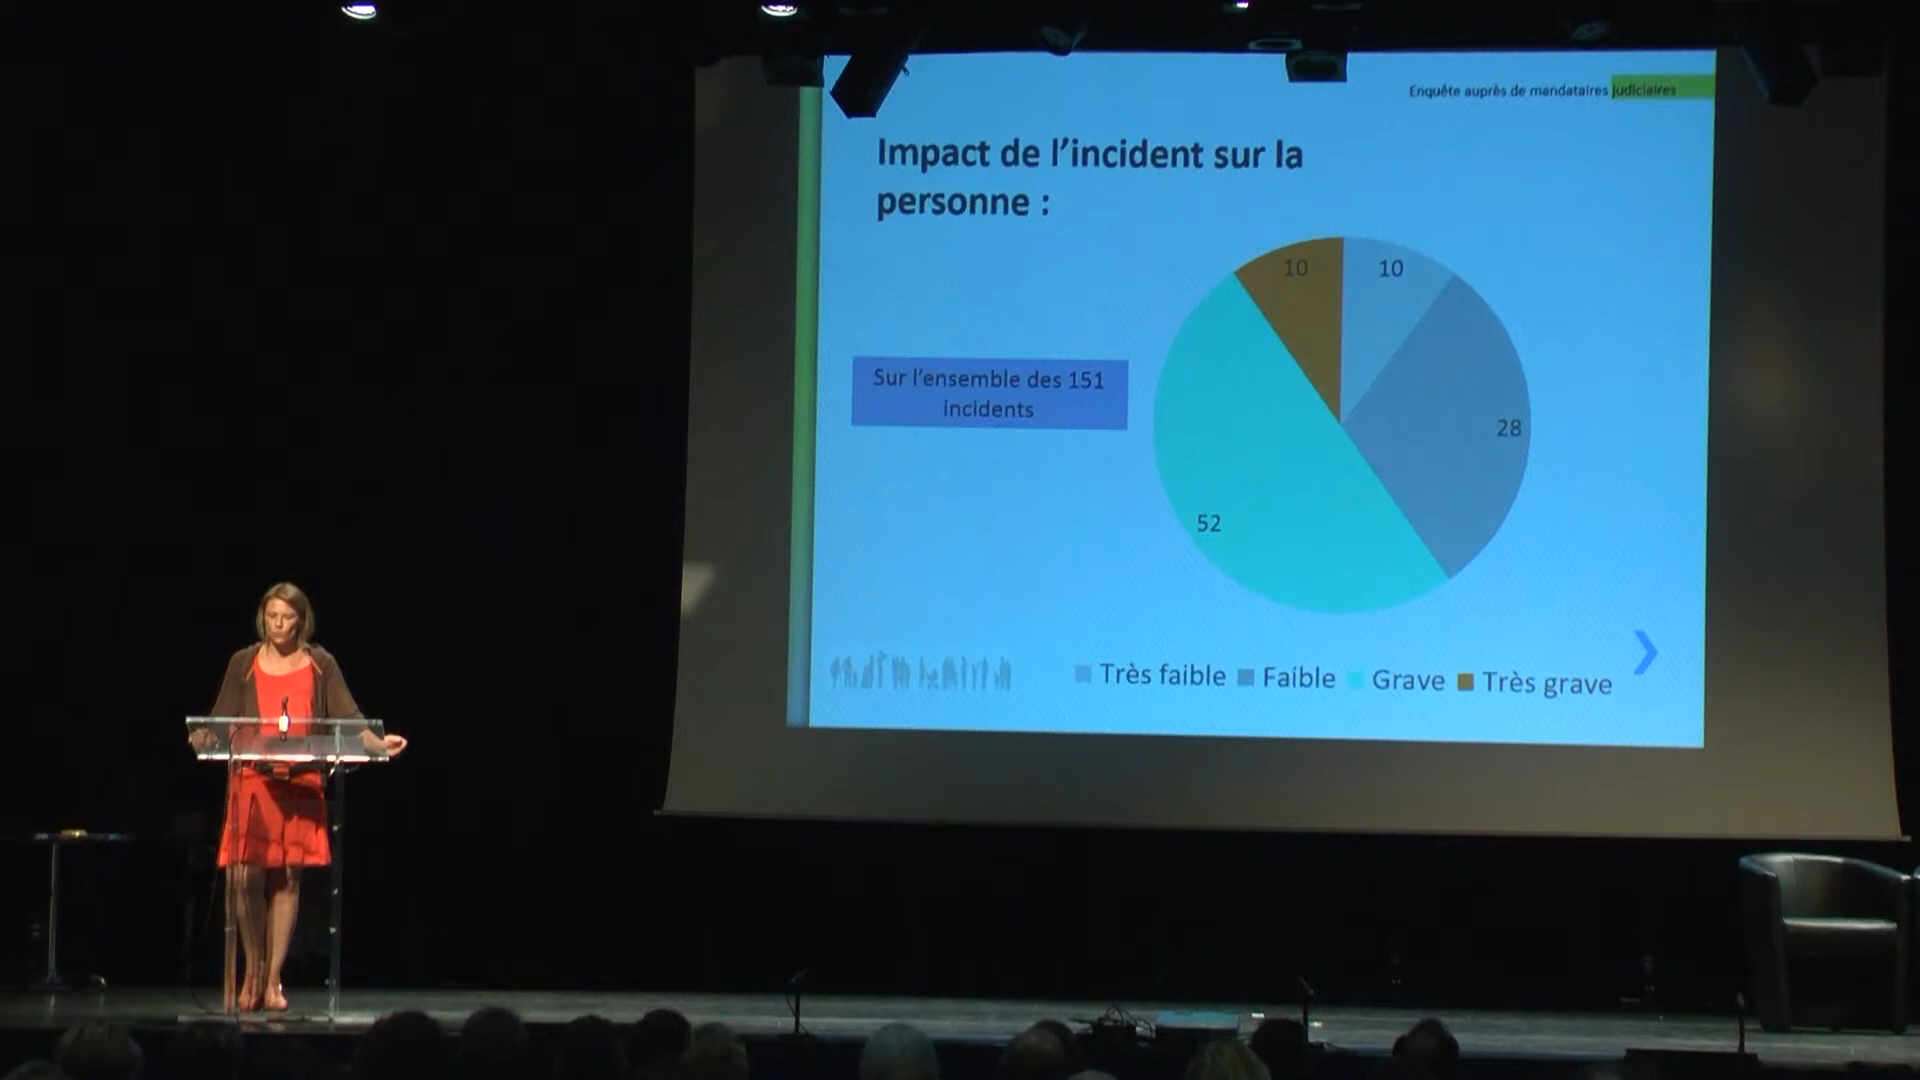 Enquête auprès de mandataires judiciaires
Impact de l'incident sur la
personne :
10
10
Sur l'ensemble des 151
incidents
28
52
Très faible
Faible
Grave
Très grave